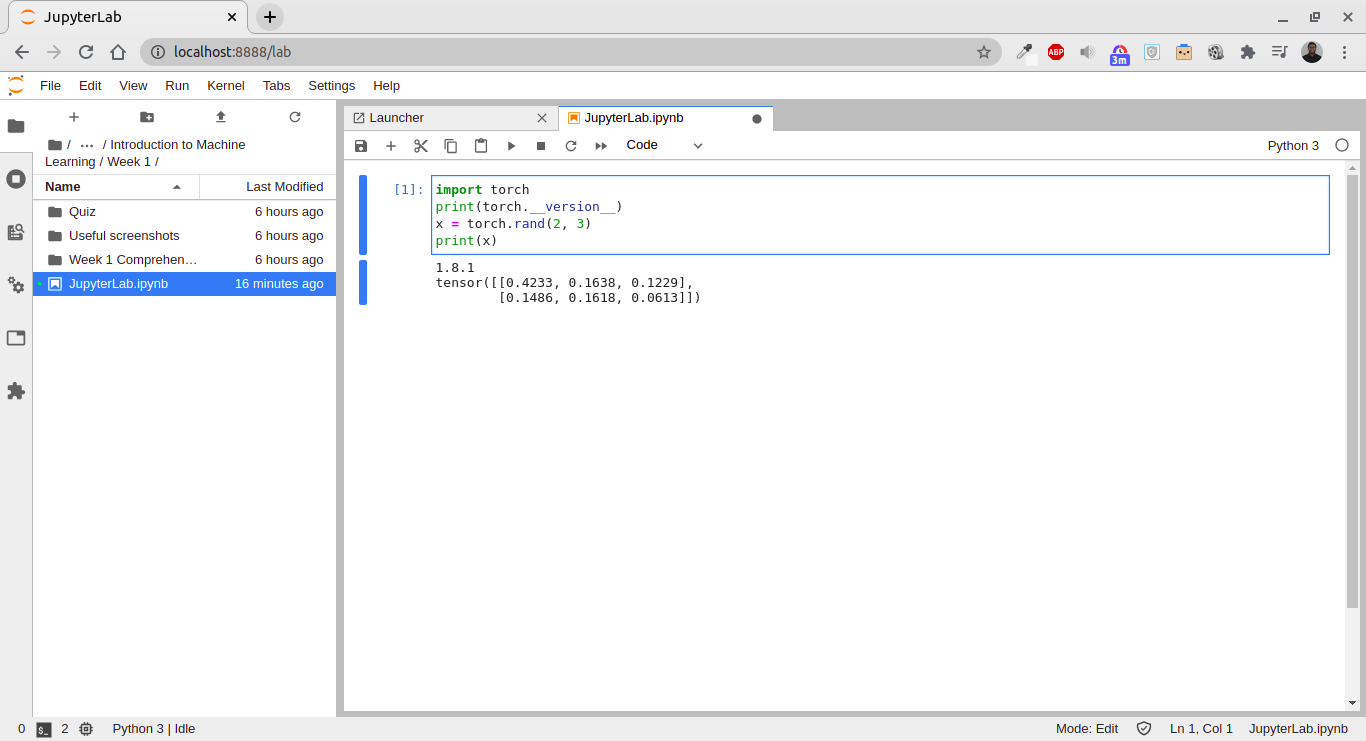 JupyterLab
localhost:8888/lab
ABP
3m
File Edit View Run Kernel Tabs Settings Help
/ ··· / Introduction to Machine
Learning / Week 1 /
Name Last Modified
Quiz 6 hours ago
Useful screenshots 6 hours ago
Week 1 Comprehen… 6 hours ago
JupyterLab.ipynb 16 minutes ago
Launcher
JupyterLab.ipynb
Code
Python 3
[1]: import torch
print(torch.__version__)
x = torch.rand(2, 3)
print(x)
1.8.1
tensor([[0.4233, 0.1638, 0.1229],
[0.1486, 0.1618, 0.0613]])
0 $_ 2 Python 3 | Idle Mode: Edit Ln 1, Col 1 JupyterLab.ipynb